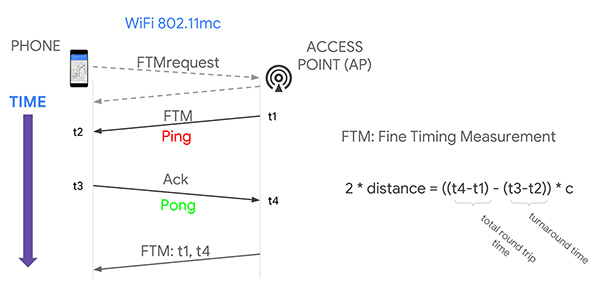 WiFi 802.11mc
PHONE
FTMrequest
ACCESS
POINT (AP)
TIME
FTM
t1
t2
Ping
FTM: Fine Timing Measurement
Ack
t3
t4
Pong
2 * distance = ((t4-t1) - (t3-t2)) * c
total round trip
time
turnaround time
FTM: t1, t4